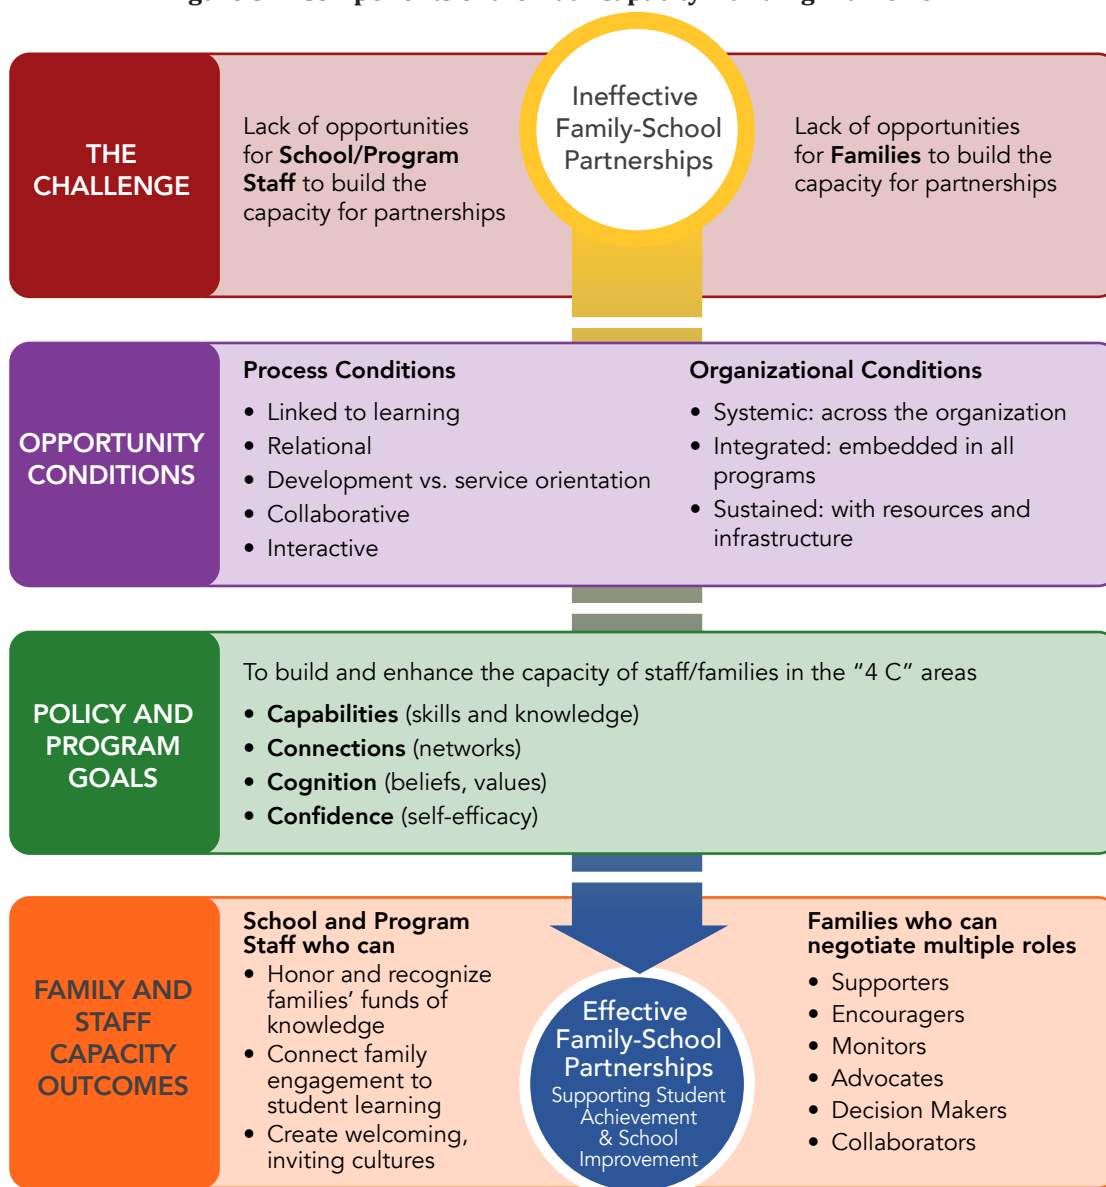 THE
CHALLENGE
Lack of opportunities
for School/Program
Staff to build the
capacity for partnerships
Ineffective
Family-School
Partnerships
Lack of opportunities
for Families to build the
capacity for partnerships
OPPORTUNITY
CONDITIONS
Process Conditions
• Linked to learning
• Relational
• Development vs. service orientation
• Collaborative
• Interactive
Organizational Conditions
• Systemic: across the organization
• Integrated: embedded in all
programs
• Sustained: with resources and
infrastructure
POLICY AND
PROGRAM
GOALS
To build and enhance the capacity of staff/families in the “4 C” areas
• Capabilities (skills and knowledge)
• Connections (networks)
• Cognition (beliefs, values)
• Confidence (self-efficacy)
FAMILY AND
STAFF
CAPACITY
OUTCOMES
School and Program
Staff who can
• Honor and recognize
families’ funds of
knowledge
• Connect family
engagement to
student learning
• Create welcoming,
inviting cultures
Effective
Family-School
Partnerships
Supporting Student
Achievement
& School
Improvement
Families who can
negotiate multiple roles
• Supporters
• Encouragers
• Monitors
• Advocates
• Decision Makers
• Collaborators